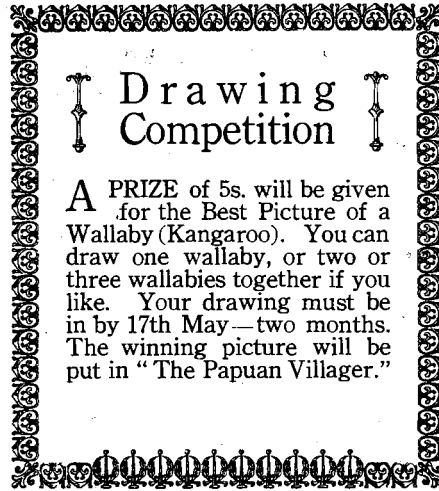 Drawing
Competition
A PRIZE of 5s. will be given
for the Best Picture of a
Wallaby (Kangaroo). You can
draw one wallaby, or two or
three wallabies together if you
like. Your drawing must be
in by 17th May—two months.
The winning picture will be
put in “ The Papuan Villager.”